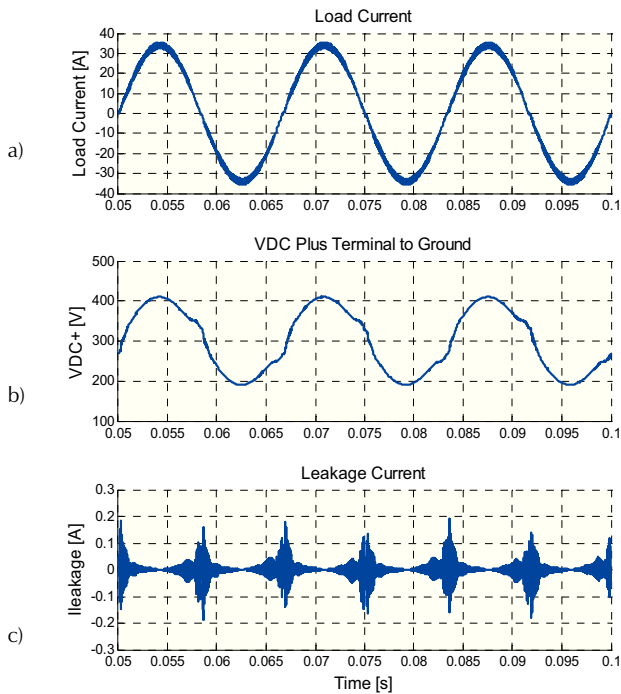 Load Current
40
30
20
10
0
-10
-20
-30
-40
Load Current [A]
a)
0.05 0.055 0.06 0.065 0.07 0.075 0.08 0.085 0.09 0.095 0.1
VDC Plus Terminal to Ground
500
400
300
200
100
VDC+ [V]
b)
0.05 0.055 0.06 0.065 0.07 0.075 0.08 0.085 0.09 0.095 0.1
Leakage Current
0.3
0.2
0.1
0
-0.1
-0.2
-0.3
Ileakage [A]
c)
0.05 0.055 0.06 0.065 0.07 0.075 0.08 0.085 0.09 0.095 0.1
Time [s]